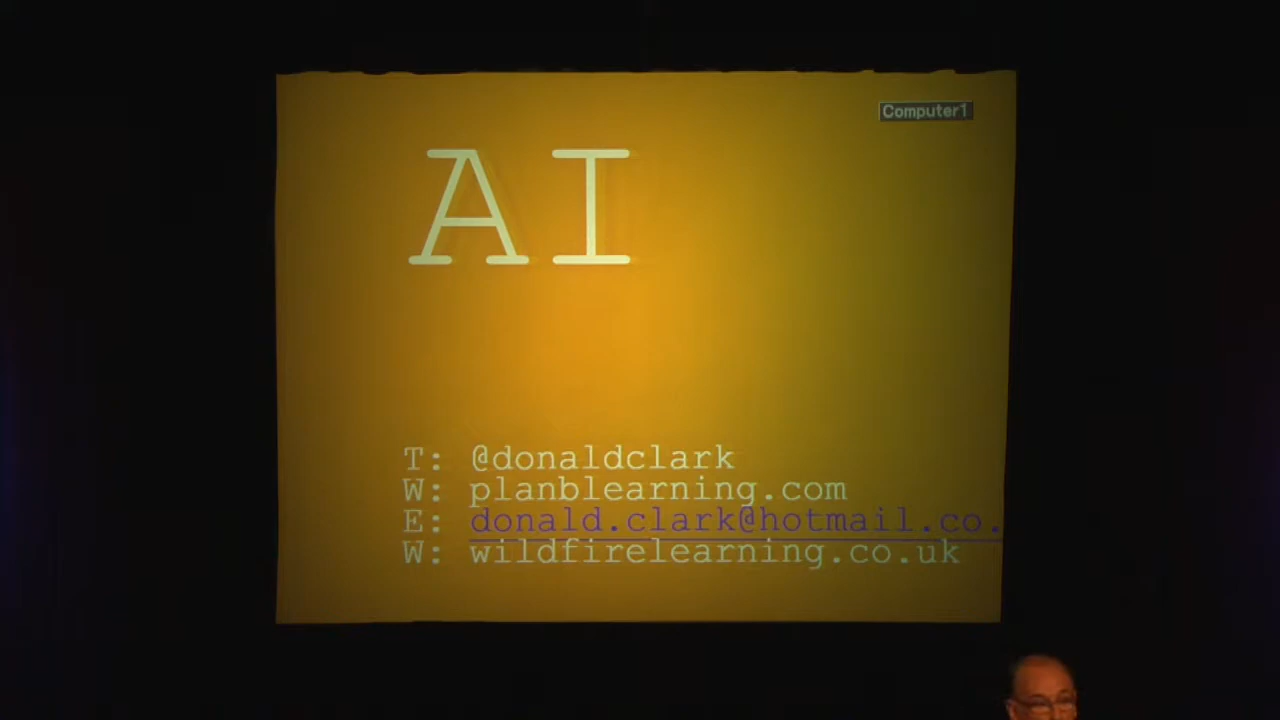 Computer1
AI
T: @donaldclark
W: planblearning.com
E: donald.clark@hotmail.co.
W: wildfirelearning.co.uk